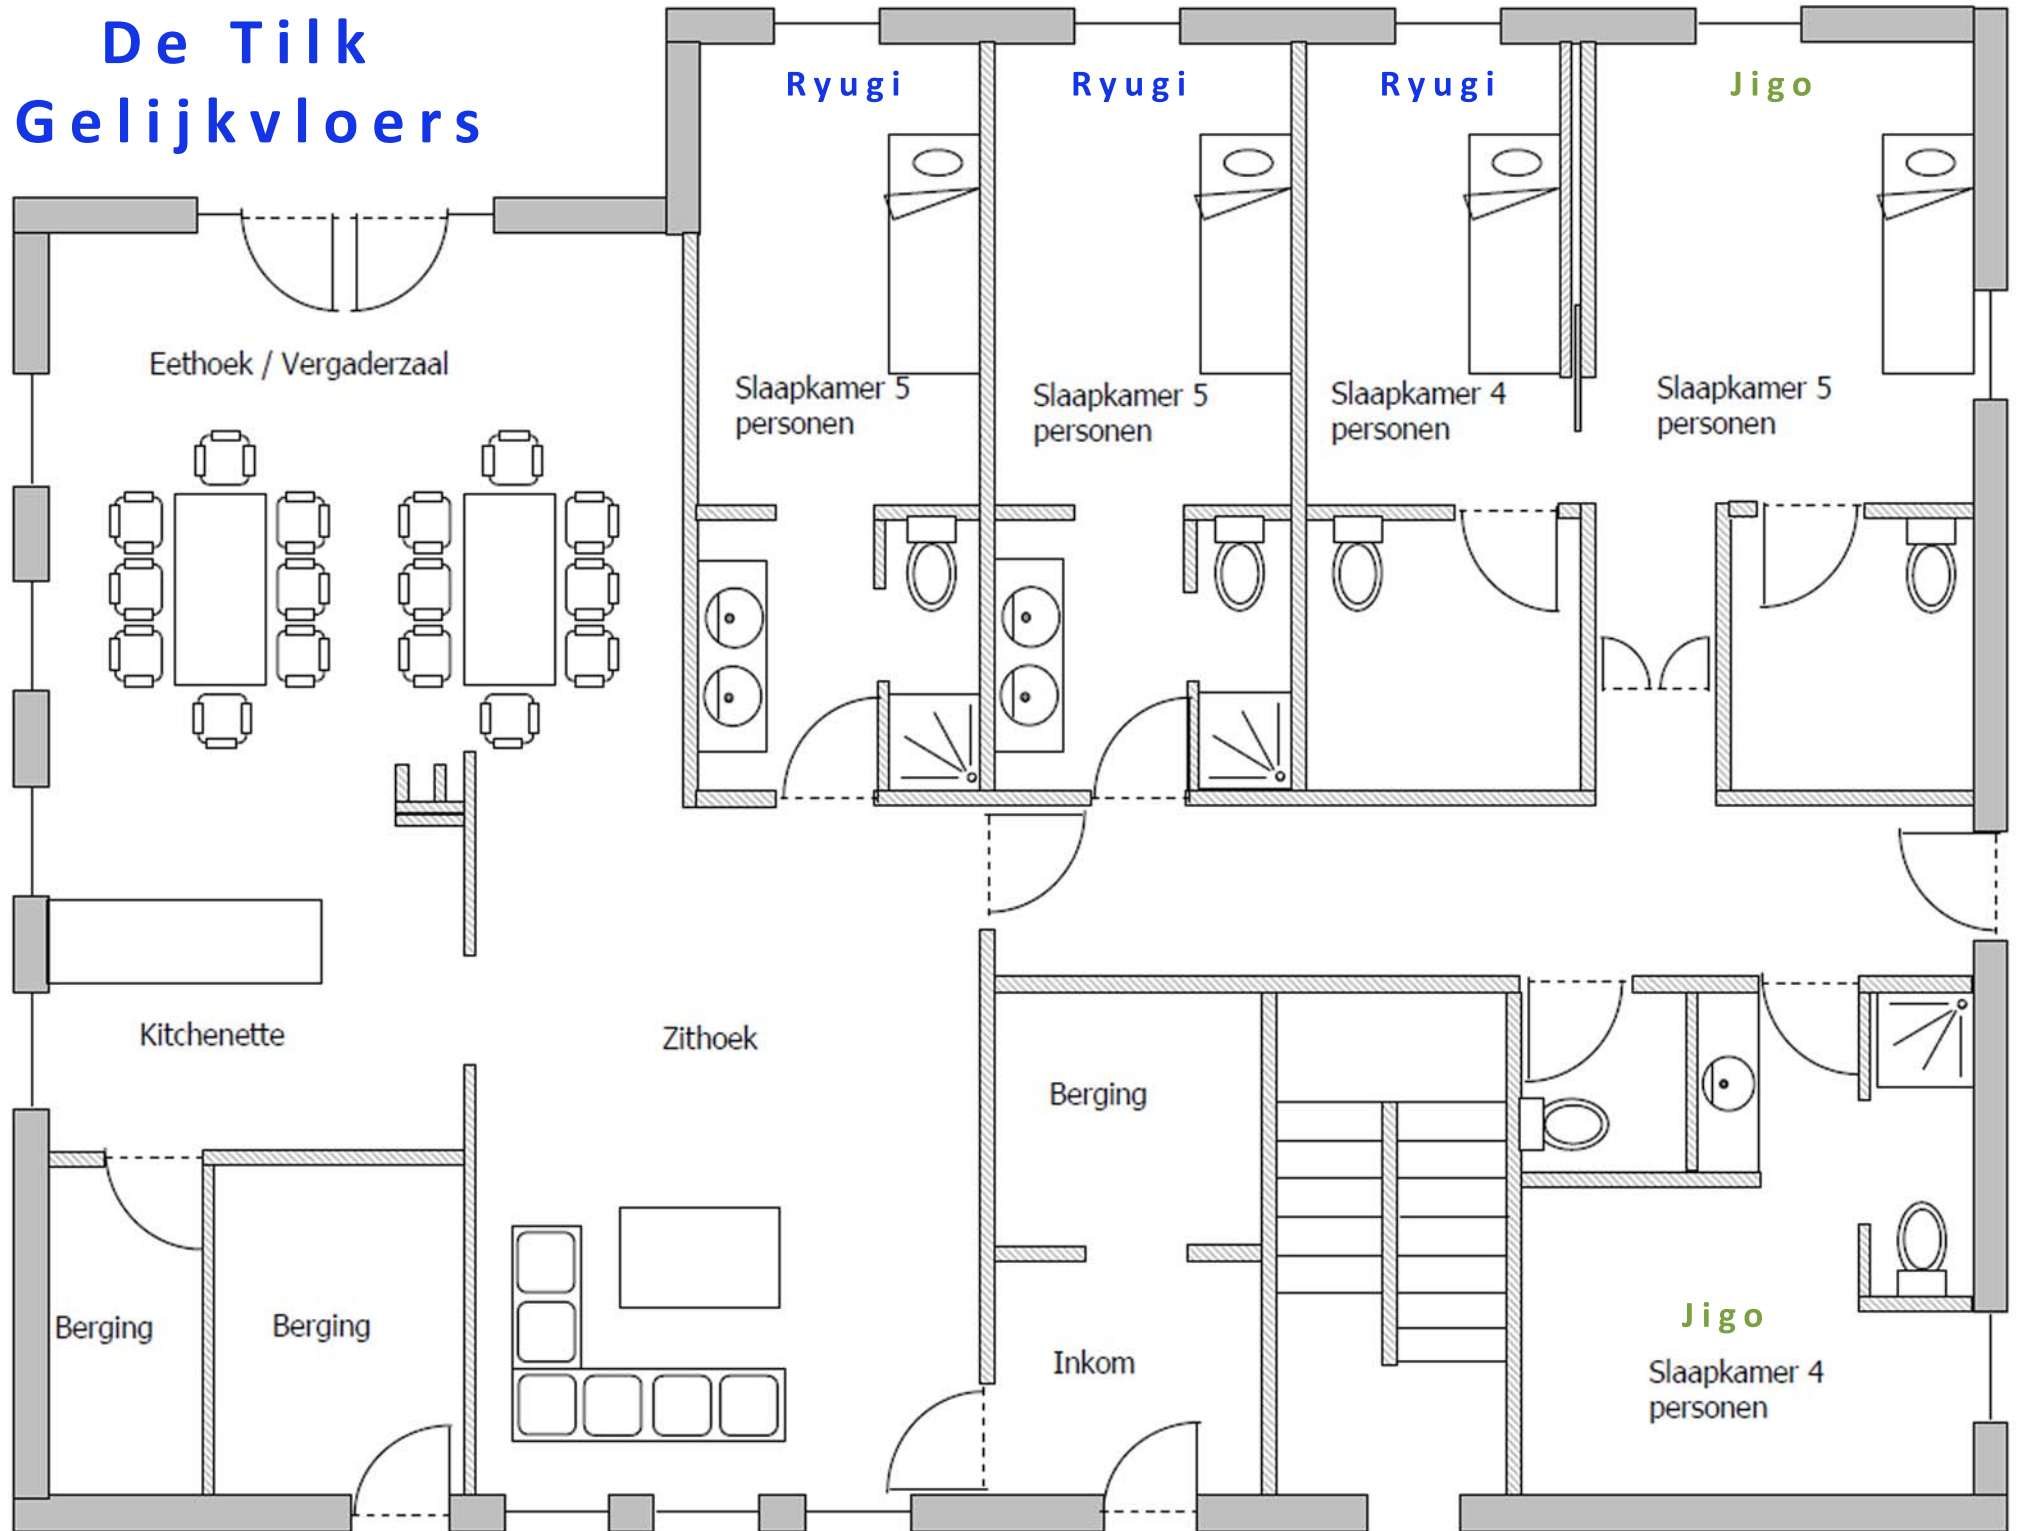 De Tilk
Gelijkvloers
Ryugi
Ryugi
Ryugi
Jigo
Eethoek / Vergaderzaal
Slaapkamer 5
personen
Slaapkamer 5
personen
Slaapkamer 4
personen
Slaapkamer 5
personen
Kitchenette
Zithoek
Berging
Berging
Berging
Inkom
Jigo
Slaapkamer 4
personen